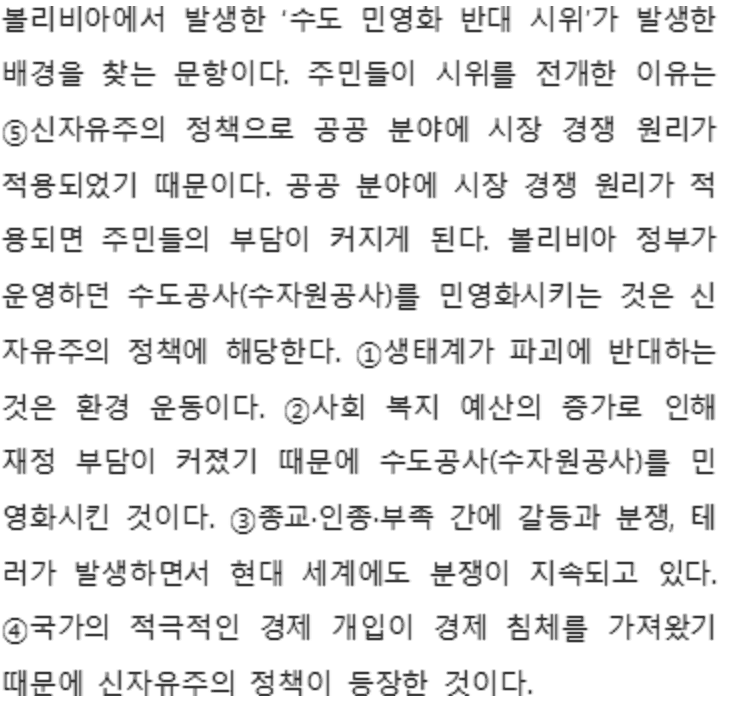 볼리비아에서 발생한 '수도 민영화 반대 시위'가 발생한
배경을 찾는 문항이다. 주민들이 시위를 전개한 이유는
⑤신자유주의 정책으로 공공 분야에 시장 경쟁 원리가
적용되었기 때문이다. 공공 분야에 시장 경쟁 원리가 적
용되면 주민들의 부담이 커지게 된다. 볼리비아 정부가
운영하던 수도공사(수자원공사)를 민영화시키는 것은 신
자유주의 정책에 해당한다. ①생태계가 파괴에 반대하는
것은 환경 운동이다. ②사회 복지 예산의 증가로 인해
재정 부담이 커졌기 때문에 수도공사(수자원공사)를 민
영화시킨 것이다. ③종교·인종·부족 간에 갈등과 분쟁, 테
러가 발생하면서 현대 세계에도 분쟁이 지속되고 있다.
④국가의 적극적인 경제 개입이 경제 침체를 가져왔기
때문에 신자유주의 정책이 등장한 것이다.